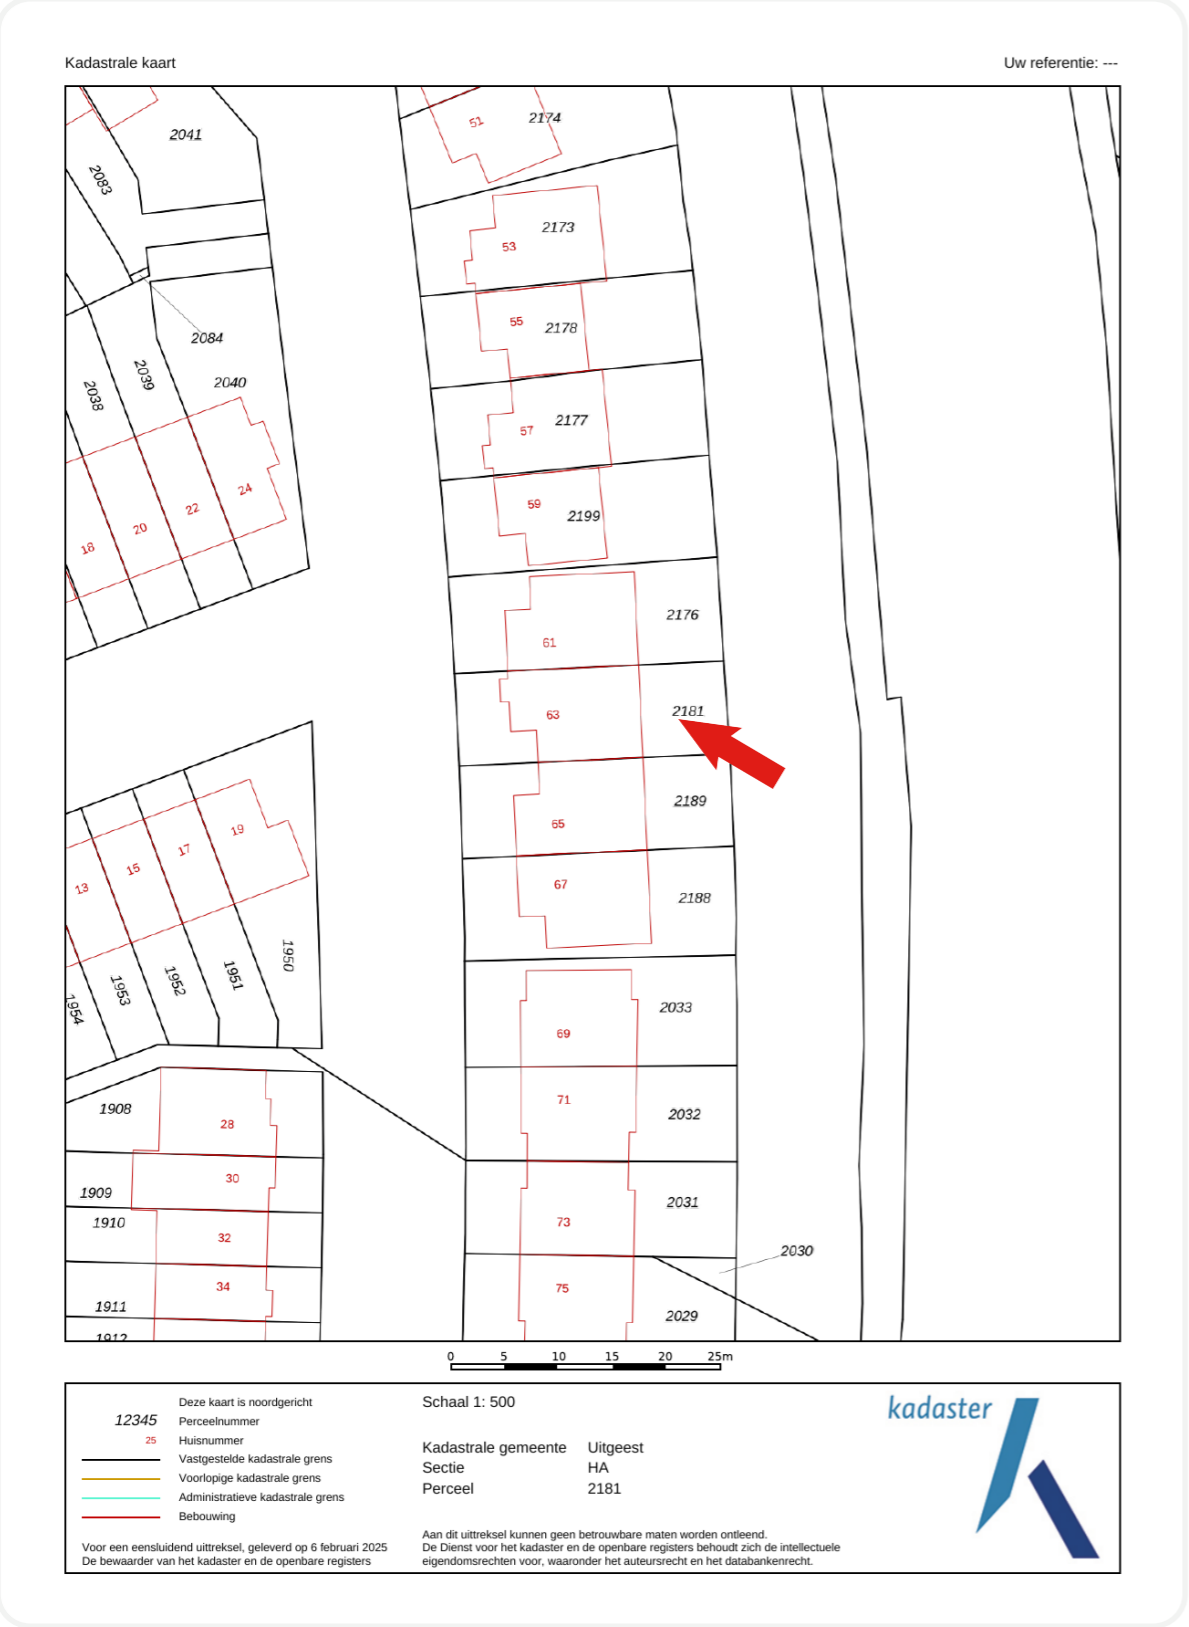 Kadastrale kaart
Uw referentie: ---
51
2174
2041
2083
2173
53
55
2178
2084
2039
2040
2038
57
2177
24
22
20
18
59
2199
61
2176
63
2181
19
17
15
13
65
2189
67
2188
1950
1951
1952
1953
1954
69
2033
71
2032
1908
28
30
1909
1910
32
34
1911
1912
73
2031
2030
75
2029
0 5 10 15 20 25m
Deze kaart is noordgericht
12345 Perceelnummer
25 Huisnummer
Vastgestelde kadastrale grens
Voorlopige kadastrale grens
Administratieve kadastrale grens
Bebouwing
Voor een eensluidend uittreksel, geleverd op 6 februari 2025
De bewaarder van het kadaster en de openbare registers
Schaal 1: 500
Kadastrale gemeente Uitgeest
Sectie HA
Perceel 2181
Aan dit uittreksel kunnen geen betrouwbare maten worden ontleend.
De Dienst voor het kadaster en de openbare registers behoudt zich de intellectuele
eigendomsrechten voor, waaronder het auteursrecht en het databankenrecht.
kadaster